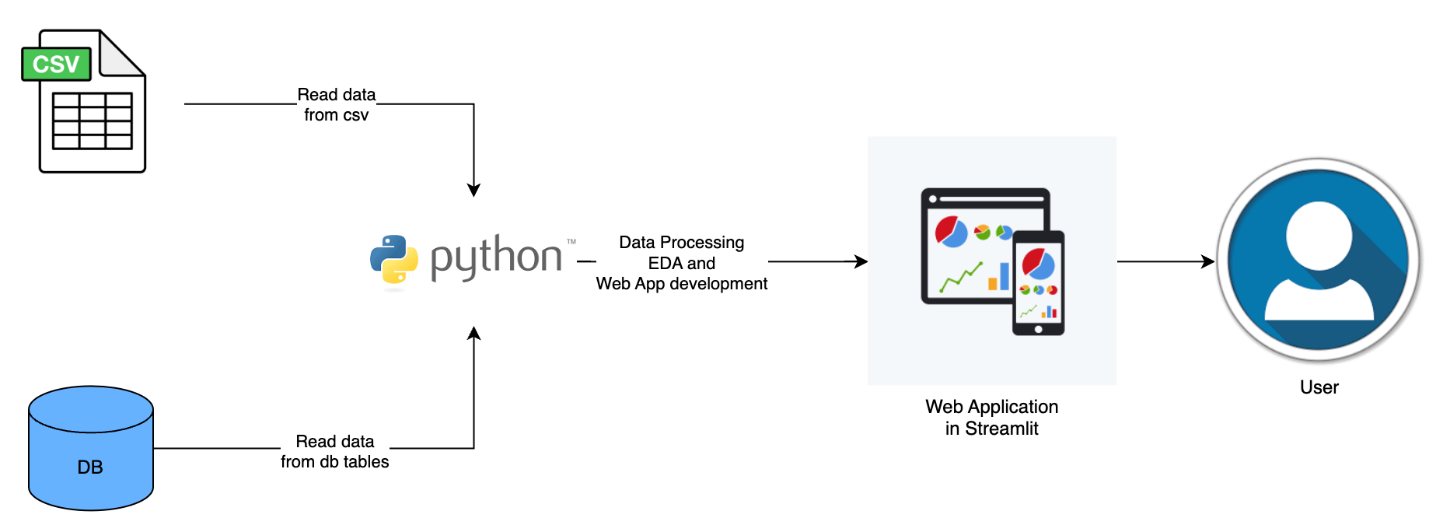 CSV
Read data
from csv
python™
Data Processing
EDA and
Web App development
Web Application
in Streamlit
User
DB
Read data
from db tables